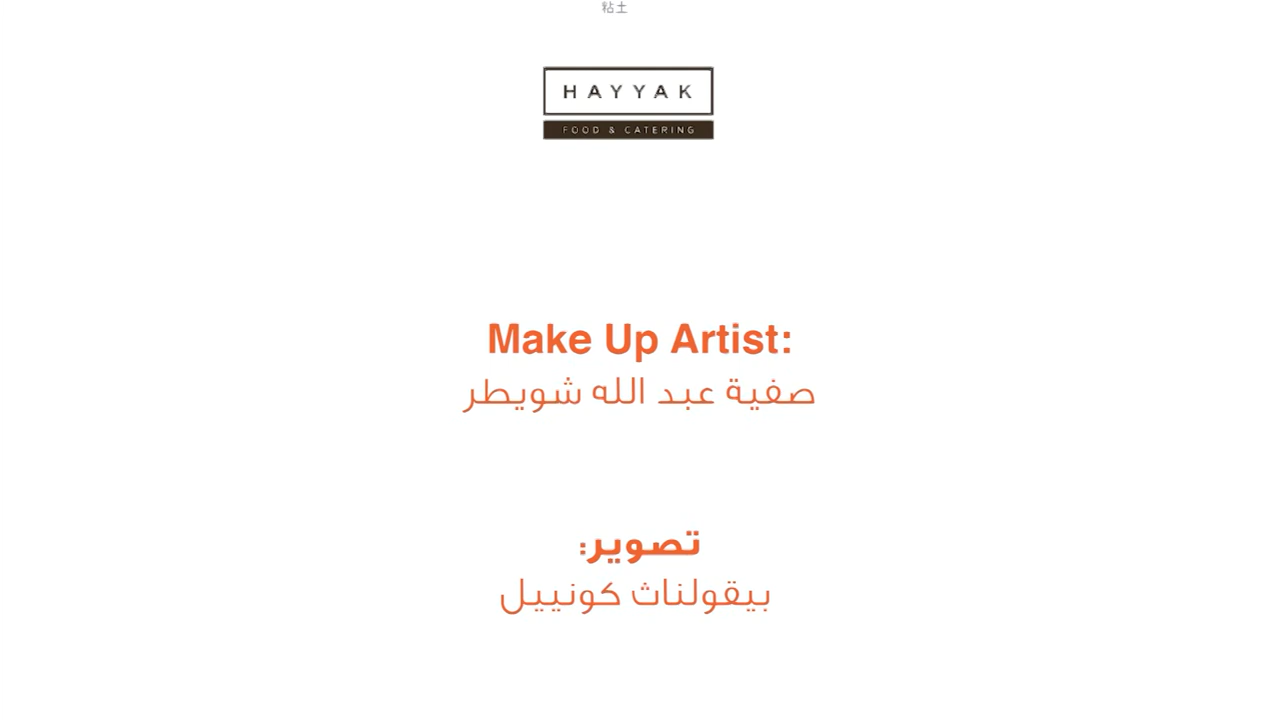 粘土
HAYYAK
FOOD & CATERING
Make Up Artist:
صفية عبد الله شويطر
تصوير:
بيقولناث كونييل